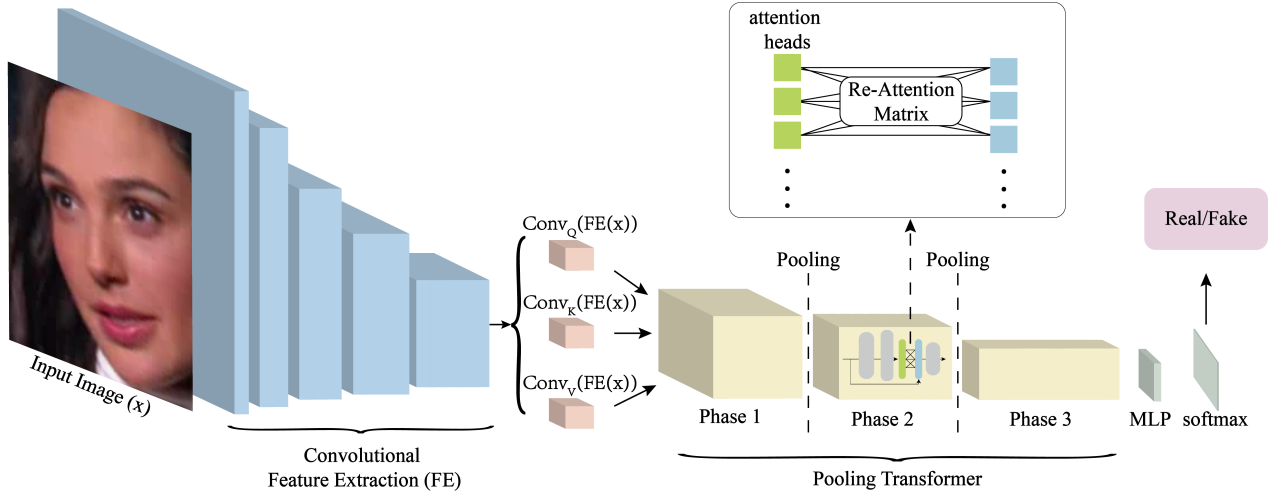 attention
heads
Re-Attention
Matrix
Real/Fake
Conv_Q(FE(x))
Pooling
Pooling
Conv_K(FE(x))
Input Image (x)
Conv_V(FE(x))
Phase 1
Phase 2
Phase 3
MLP
softmax
Convolutional
Feature Extraction (FE)
Pooling Transformer